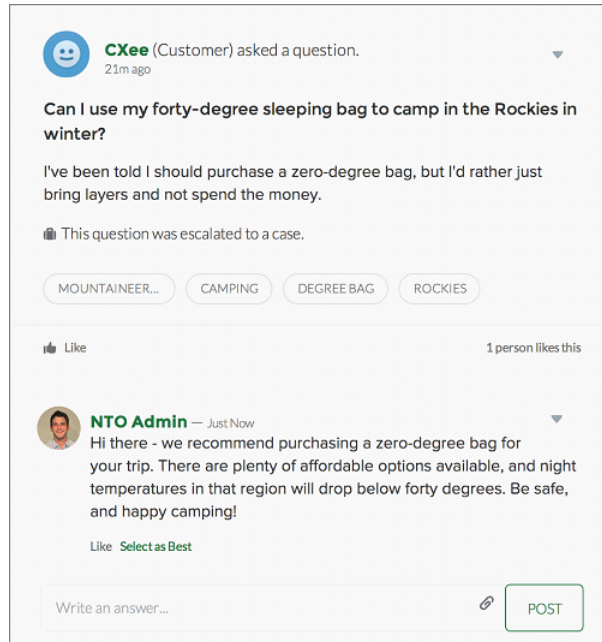 CXee (Customer) asked a question.
21m ago
Can I use my forty-degree sleeping bag to camp in the Rockies in
winter?
I've been told I should purchase a zero-degree bag, but I'd rather just
bring layers and not spend the money.
This question was escalated to a case.
MOUNTAINEER... CAMPING DEGREE BAG ROCKIES
Like 1 person likes this
NTO Admin — Just Now
Hi there - we recommend purchasing a zero-degree bag for
your trip. There are plenty of affordable options available, and night
temperatures in that region will drop below forty degrees. Be safe,
and happy camping!
Like Select as Best
Write an answer... POST